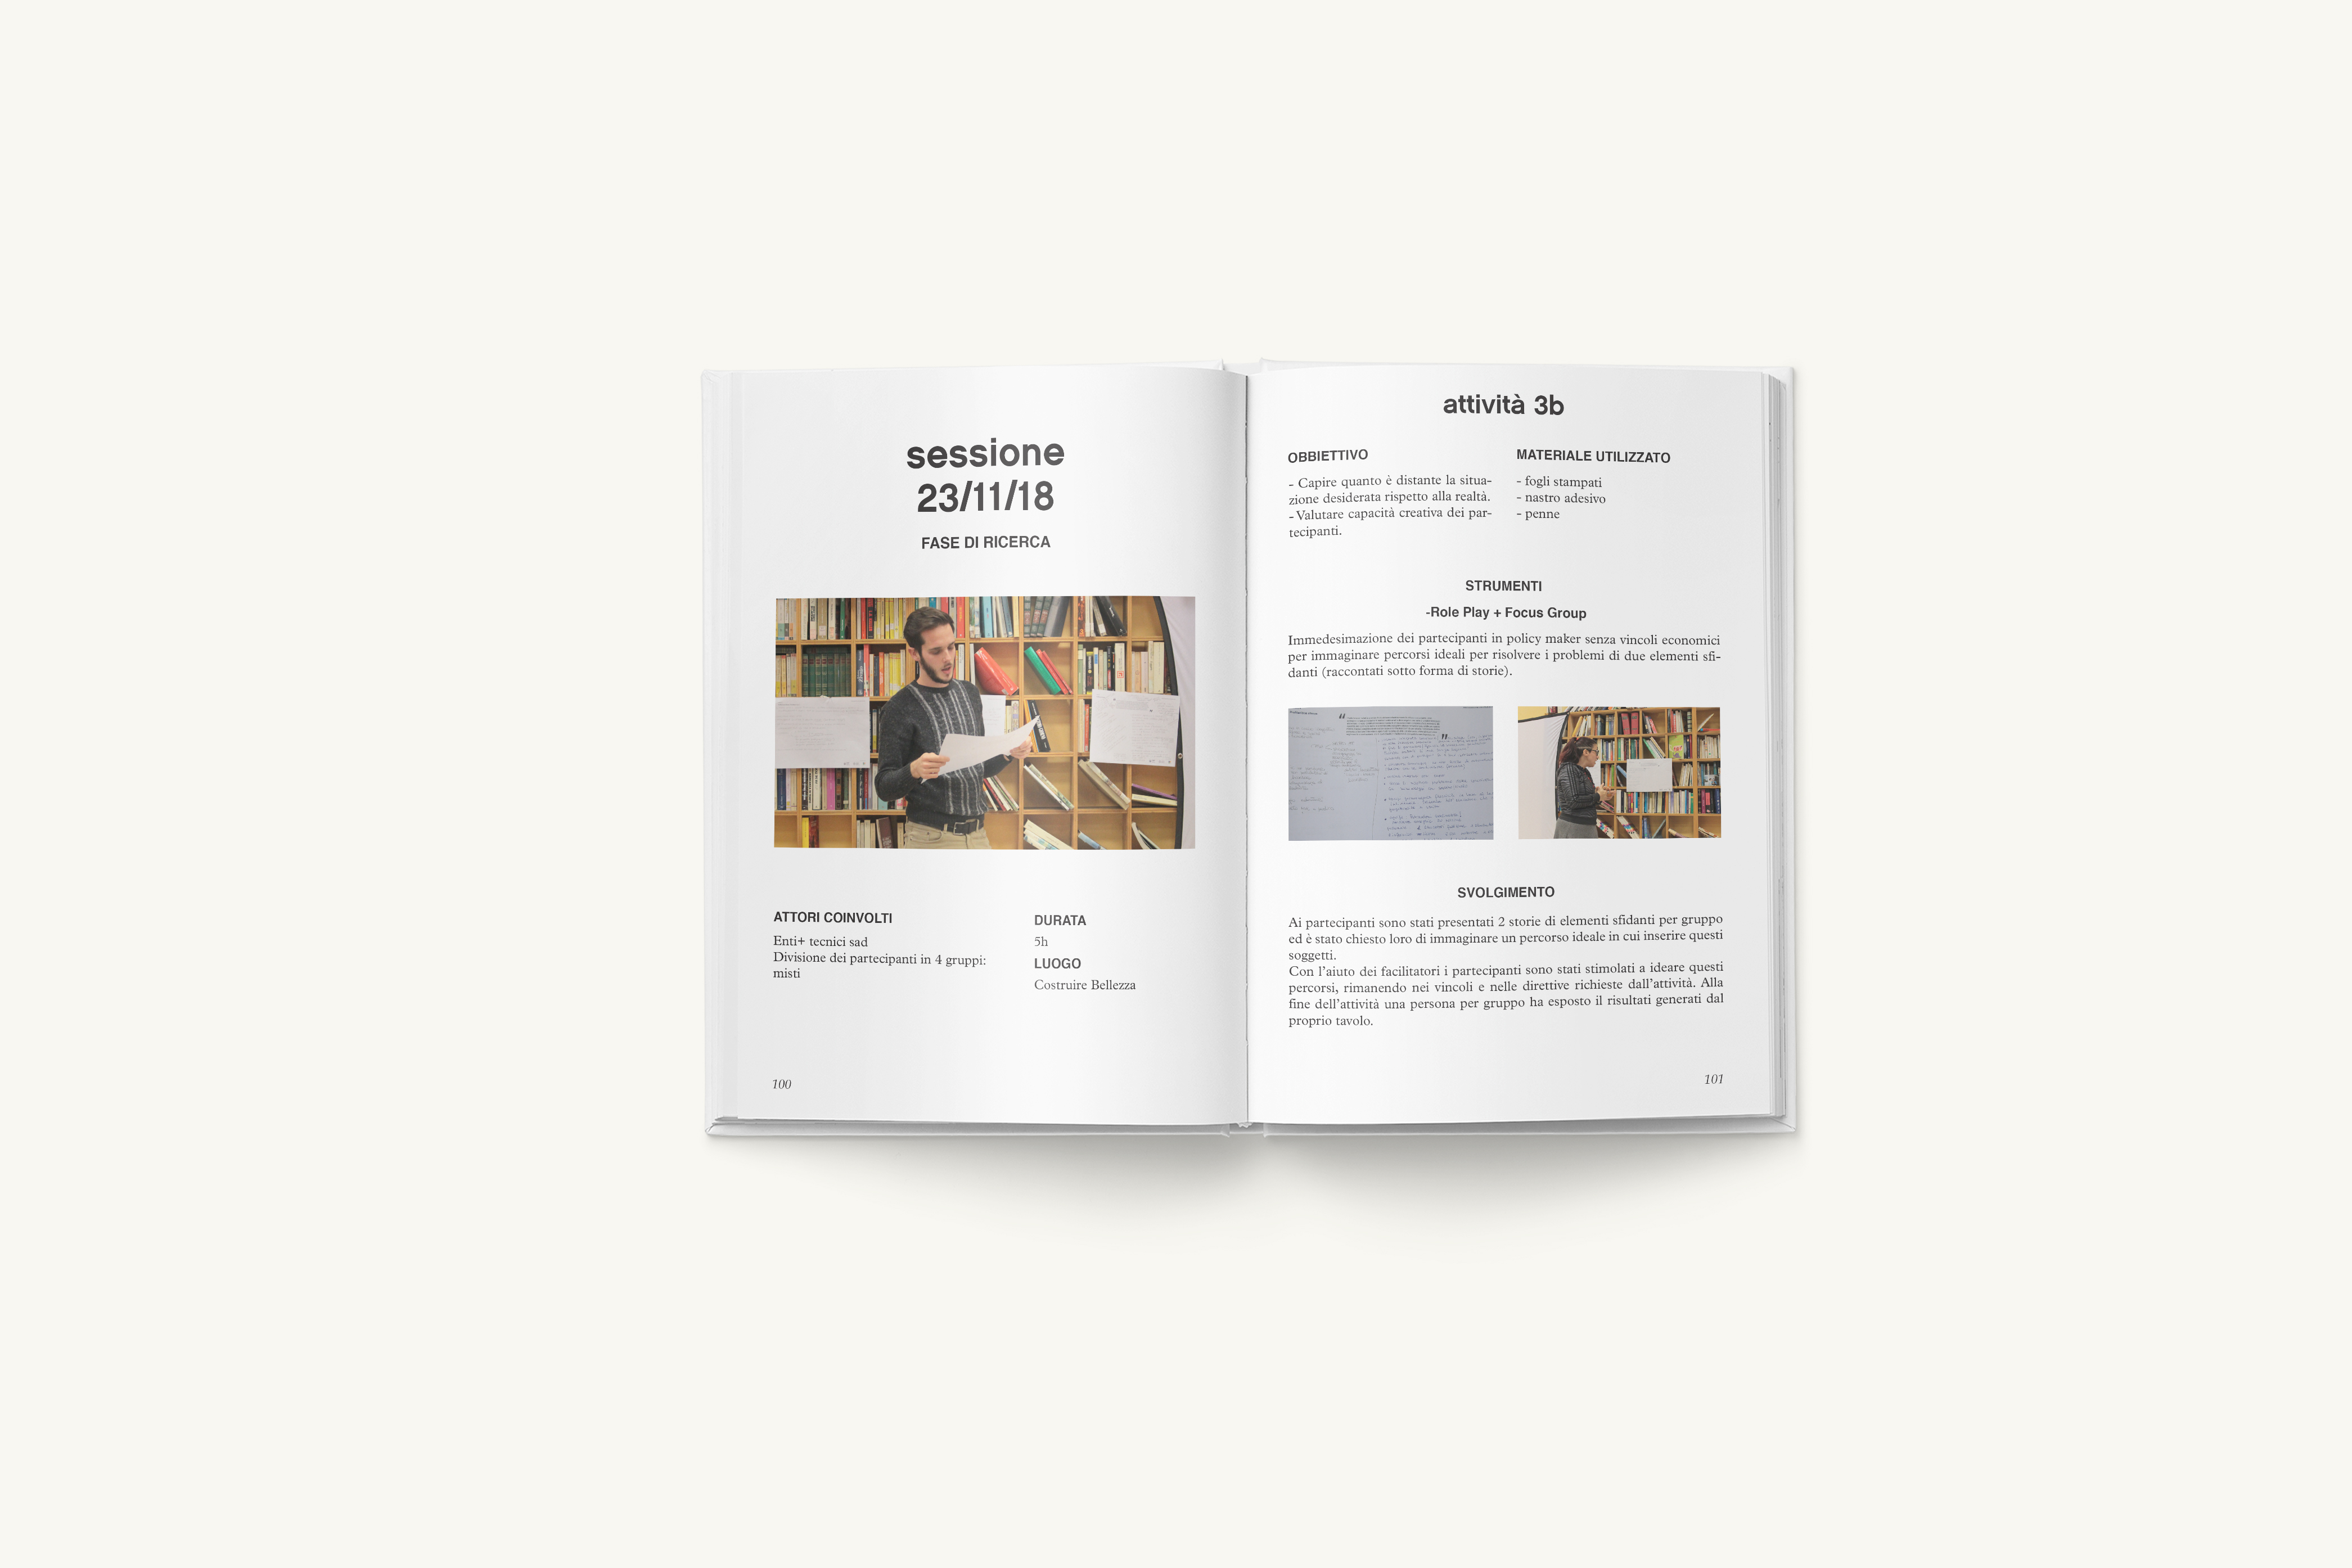 sessione
23/11/18
FASE DI RICERCA
ATTORI COINVOLTI
Enti+ tecnici sad
Divisione dei partecipanti in 4 gruppi:
misti
DURATA
5h
LUOGO
Costruire Bellezza
100
attività 3b
OBBIETTIVO
- Capire quanto è distante la situa-
zione desiderata rispetto alla realtà.
- Valutare capacità creativa dei par-
tecipanti.
MATERIALE UTILIZZATO
- fogli stampati
- nastro adesivo
- penne
STRUMENTI
-Role Play + Focus Group
Immedesimazione dei partecipanti in policy maker senza vincoli economici
per immaginare percorsi ideali per risolvere i problemi di due elementi sfi-
danti (raccontati sotto forma di storie).
SVOLGIMENTO
Ai partecipanti sono stati presentati 2 storie di elementi sfidanti per gruppo
ed è stato chiesto loro di immaginare un percorso ideale in cui inserire questi
soggetti.
Con l'aiuto dei facilitatori i partecipanti sono stati stimolati a ideare questi
percorsi, rimanendo nei vincoli e nelle direttive richieste dall'attività. Alla
fine dell'attività una persona per gruppo ha esposto il risultati generati dal
proprio tavolo.
101